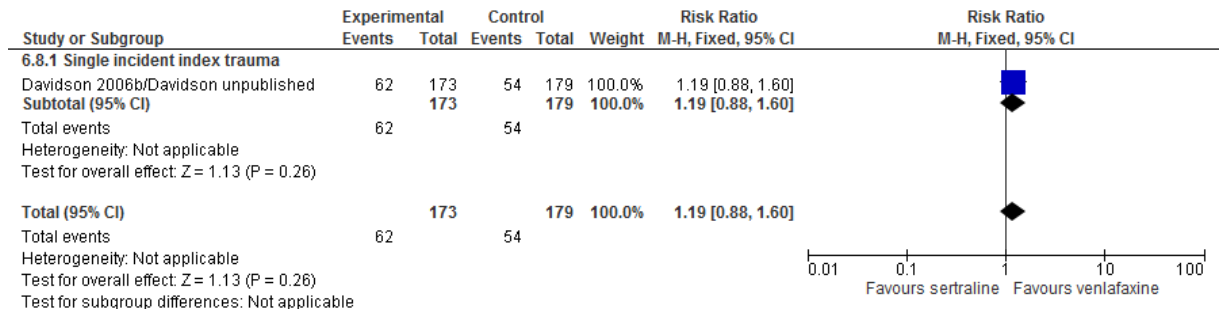 Experimental Control Risk Ratio Risk Ratio
Study or Subgroup Events Total Events Total Weight M-H, Fixed, 95% CI M-H, Fixed, 95% CI
6.8.1 Single incident index trauma
Davidson 2006b/Davidson unpublished 62 173 54 179 100.0% 1.19 [0.88, 1.60]
Subtotal (95% CI) 173 179 100.0% 1.19 [0.88, 1.60]
Total events 62 54
Heterogeneity: Not applicable
Test for overall effect: Z = 1.13 (P = 0.26)
Total (95% CI) 173 179 100.0% 1.19 [0.88, 1.60]
Total events 62 54
Heterogeneity: Not applicable
Test for overall effect: Z = 1.13 (P = 0.26)
Test for subgroup differences: Not applicable
0.01 0.1 1 10 100
Favours sertraline Favours venlafaxine